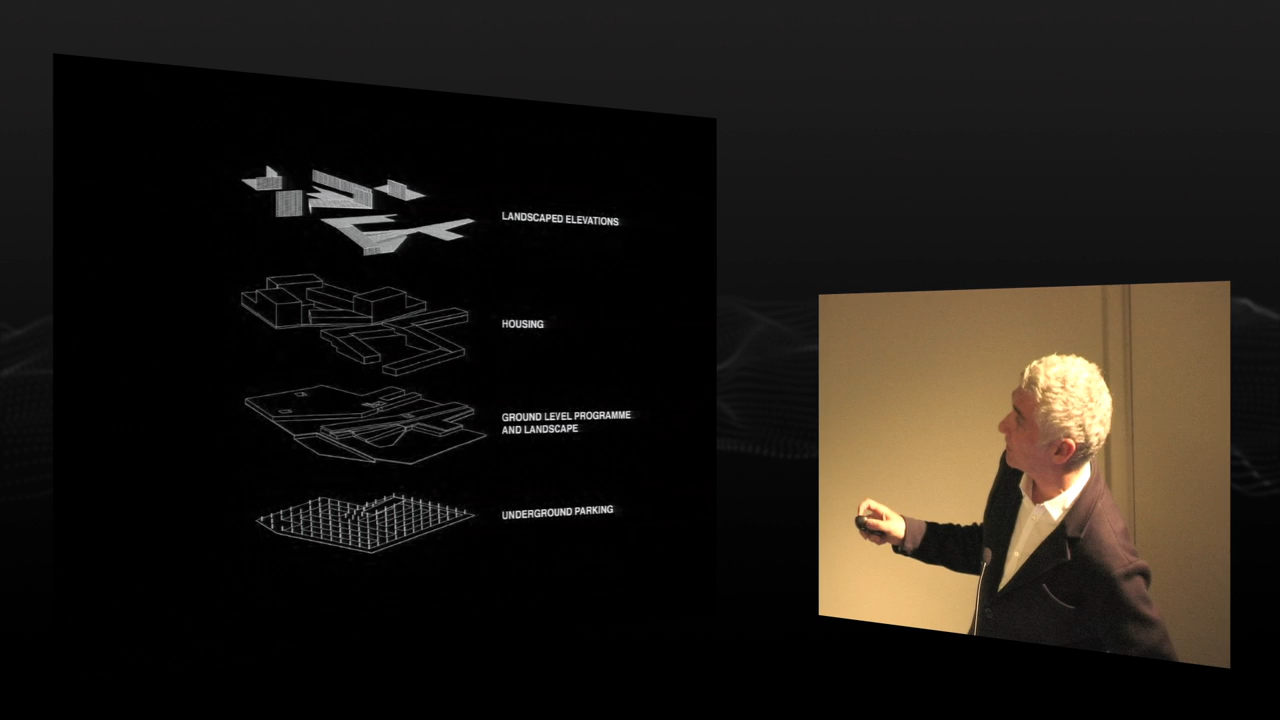 LANDSCAPED ELEVATIONS
HOUSING
GROUND LEVEL PROGRAMME
AND LANDSCAPE
UNDERGROUND PARKING